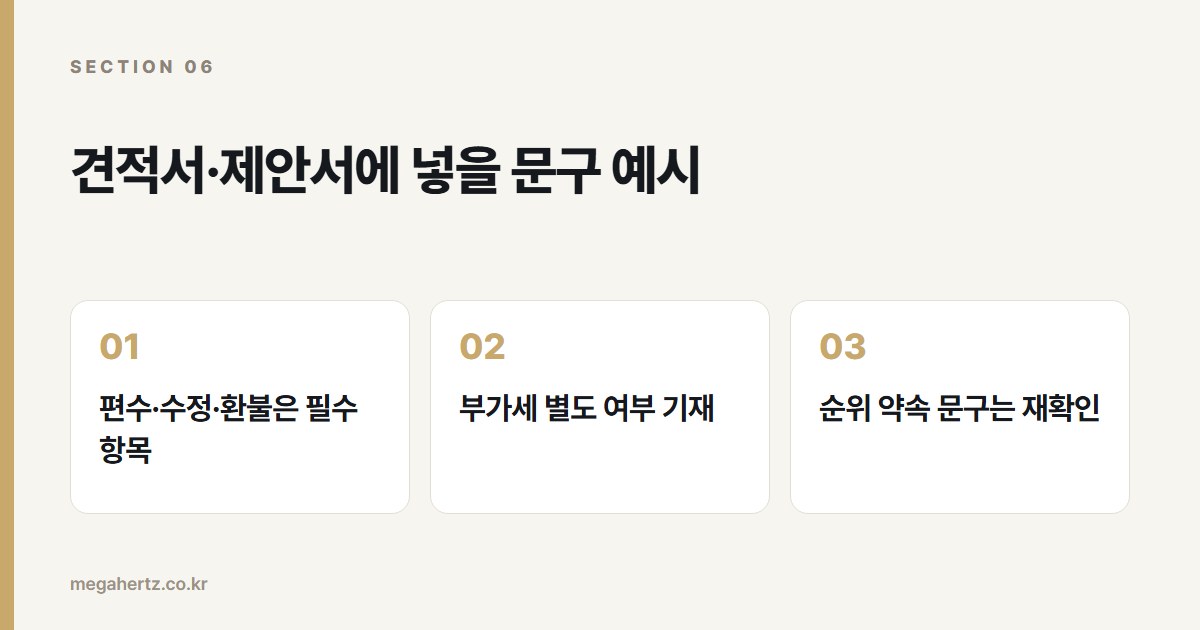 SECTION 06
견적서·제안서에 넣을 문구 예시
01
편수·수정·환불은 필수
항목
02
부가세 별도 여부 기재
03
순위 약속 문구는 재확인
megahertz.co.kr